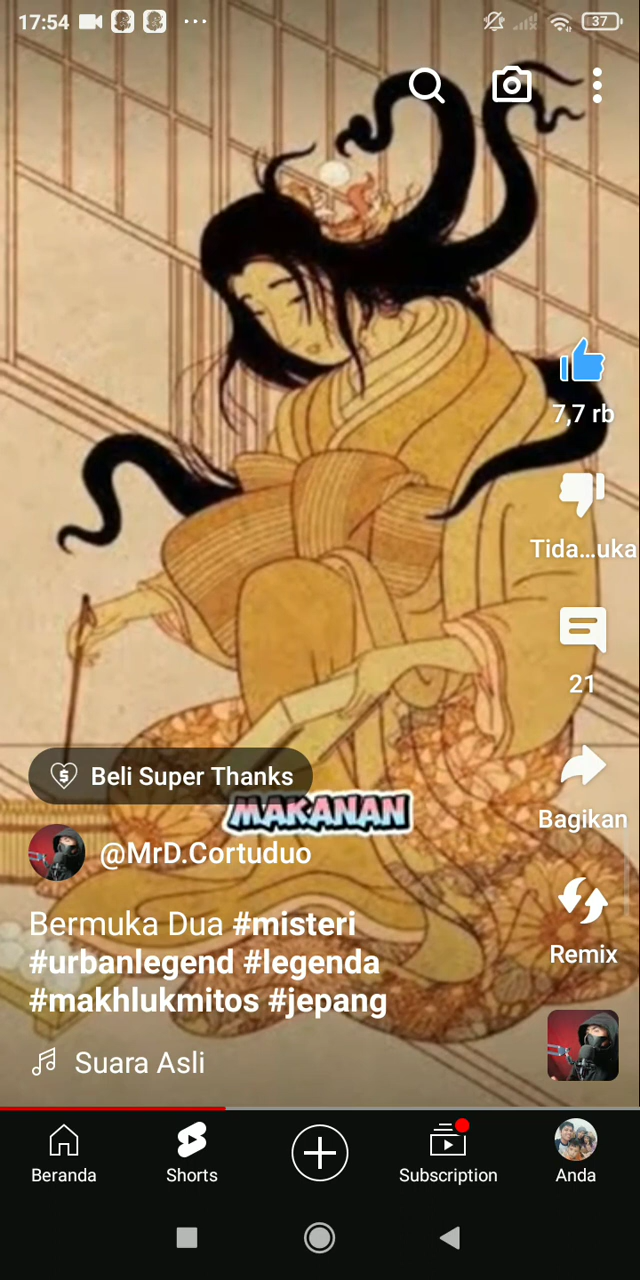 17:54
37
7,7 rb
Tida...uka
21
Beli Super Thanks
MAKANAN
Bagikan
@MrD.Cortuduo
Bermuka Dua #misteri
#urbanlegend #legenda
#makhlukmitos #jepang
Remix
Suara Asli
Beranda
Shorts
Subscription
Anda